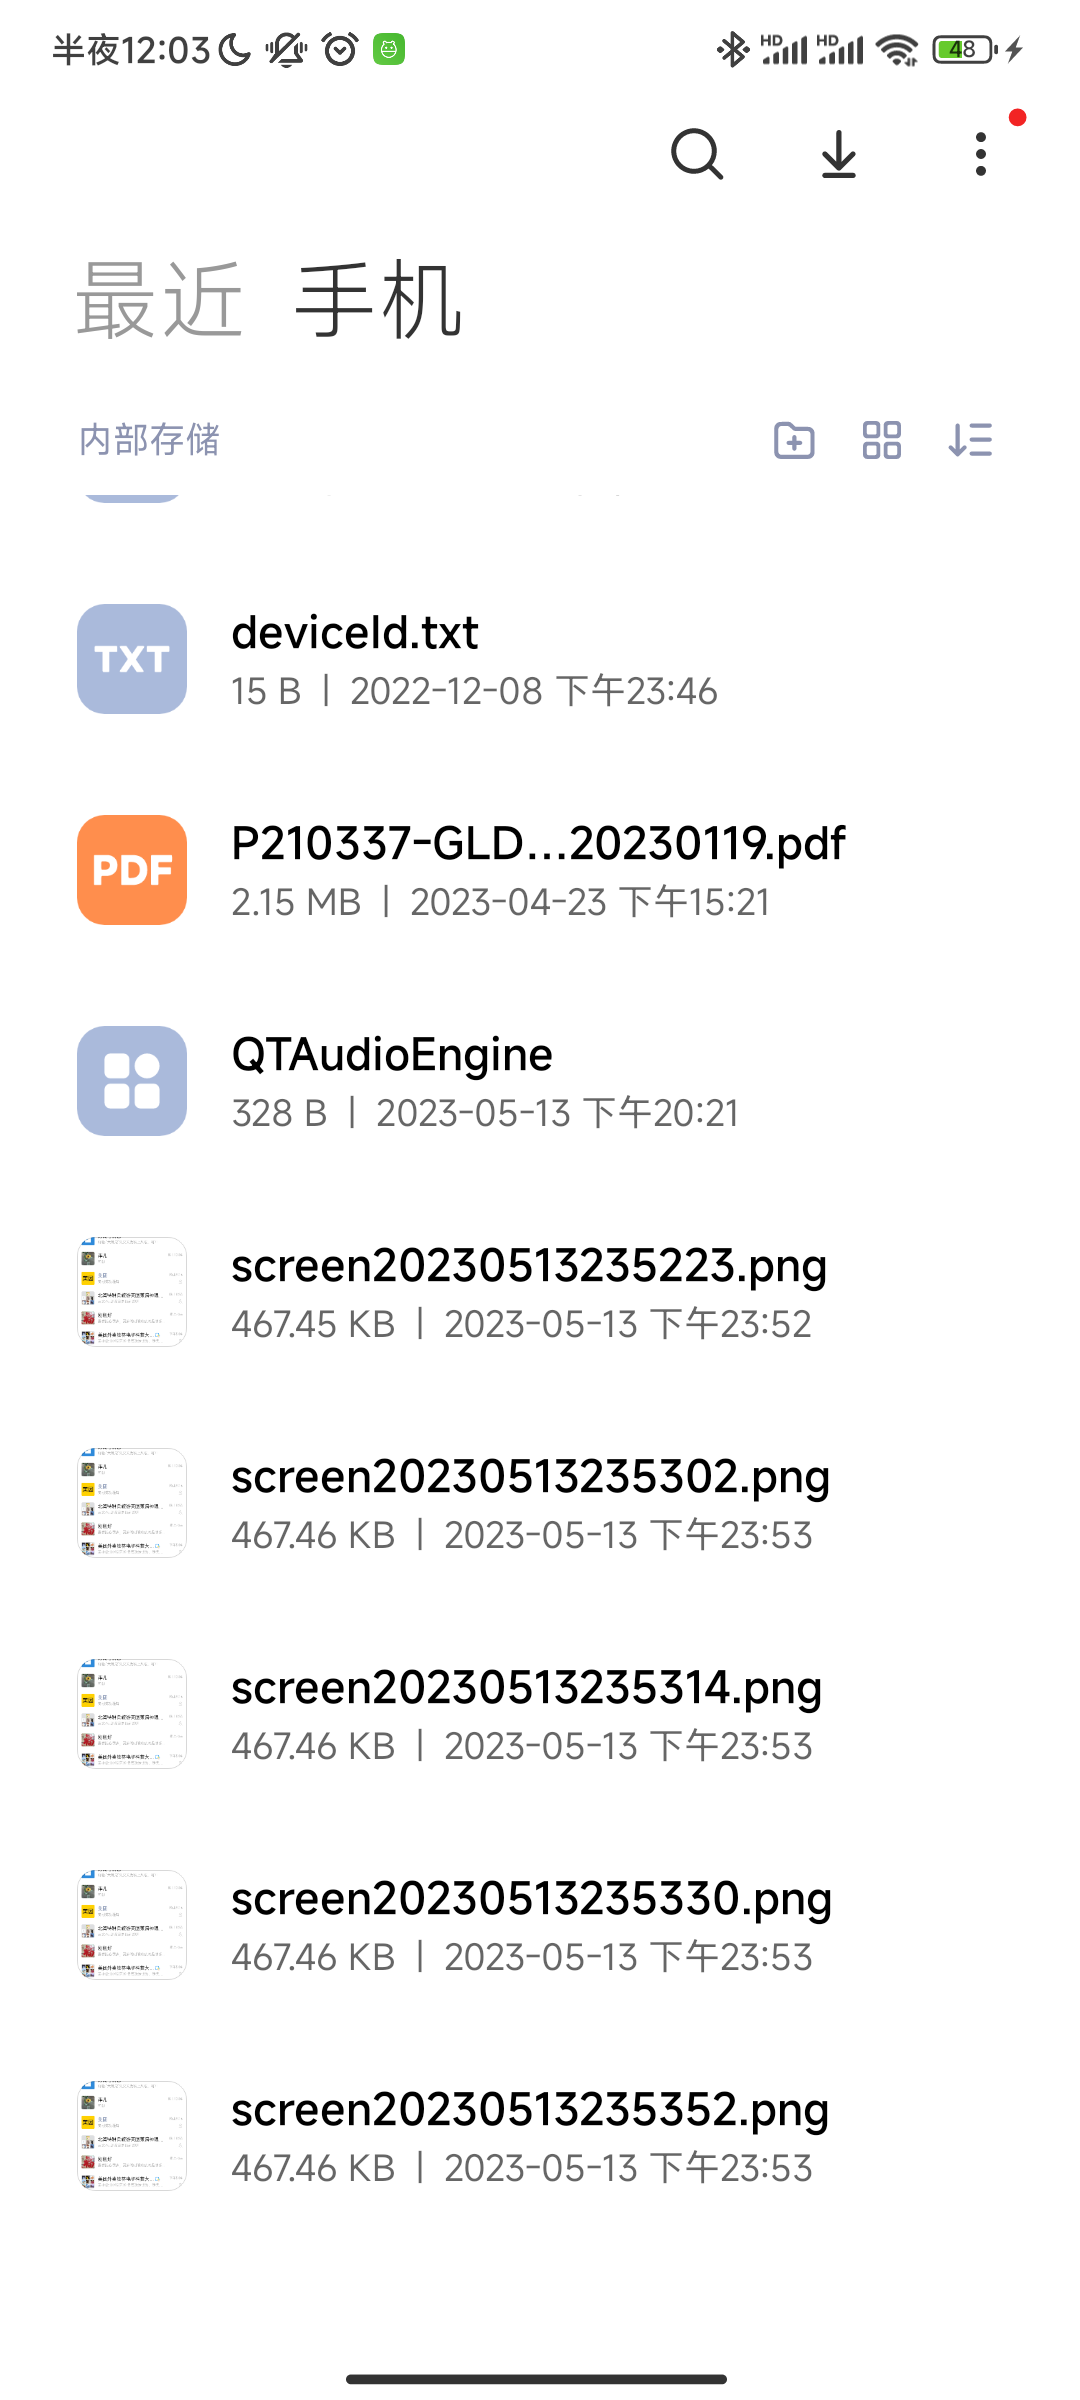 半夜12:03
HD HD 48
最近 手机
内部存储
TXT
deviceId.txt
15 B | 2022-12-08 下午23:46
PDF
P210337-GLD...20230119.pdf
2.15 MB | 2023-04-23 下午15:21
QTAudioEngine
328 B | 2023-05-13 下午20:21
screen20230513235223.png
467.45 KB | 2023-05-13 下午23:52
screen20230513235302.png
467.46 KB | 2023-05-13 下午23:53
screen20230513235314.png
467.46 KB | 2023-05-13 下午23:53
screen20230513235330.png
467.46 KB | 2023-05-13 下午23:53
screen20230513235352.png
467.46 KB | 2023-05-13 下午23:53